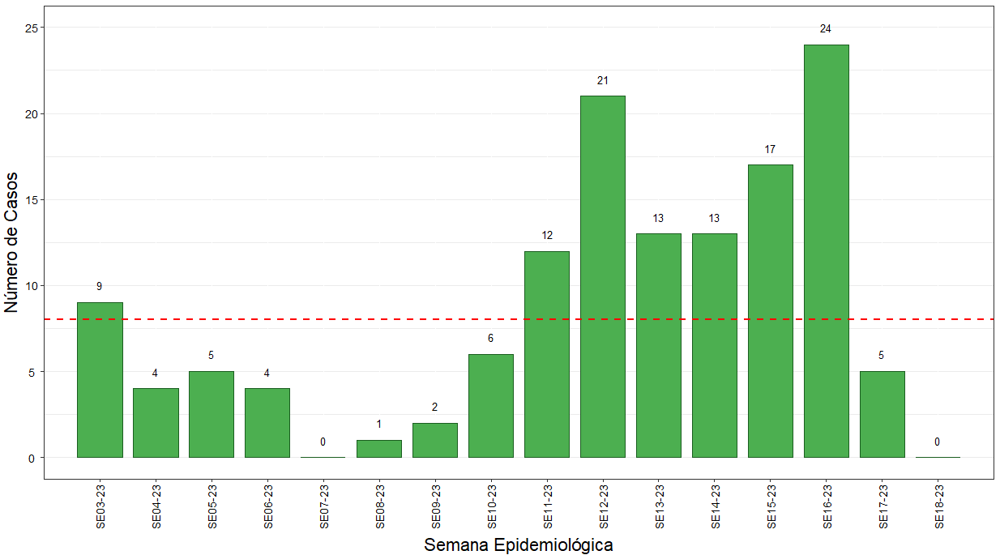 Número de Casos
25
20
15
10
5
0
9
4
5
4
0
1
2
6
12
21
13
13
17
24
5
0
SE03-23
SE04-23
SE05-23
SE06-23
SE07-23
SE08-23
SE09-23
SE10-23
SE11-23
SE12-23
SE13-23
SE14-23
SE15-23
SE16-23
SE17-23
SE18-23
Semana Epidemiológica